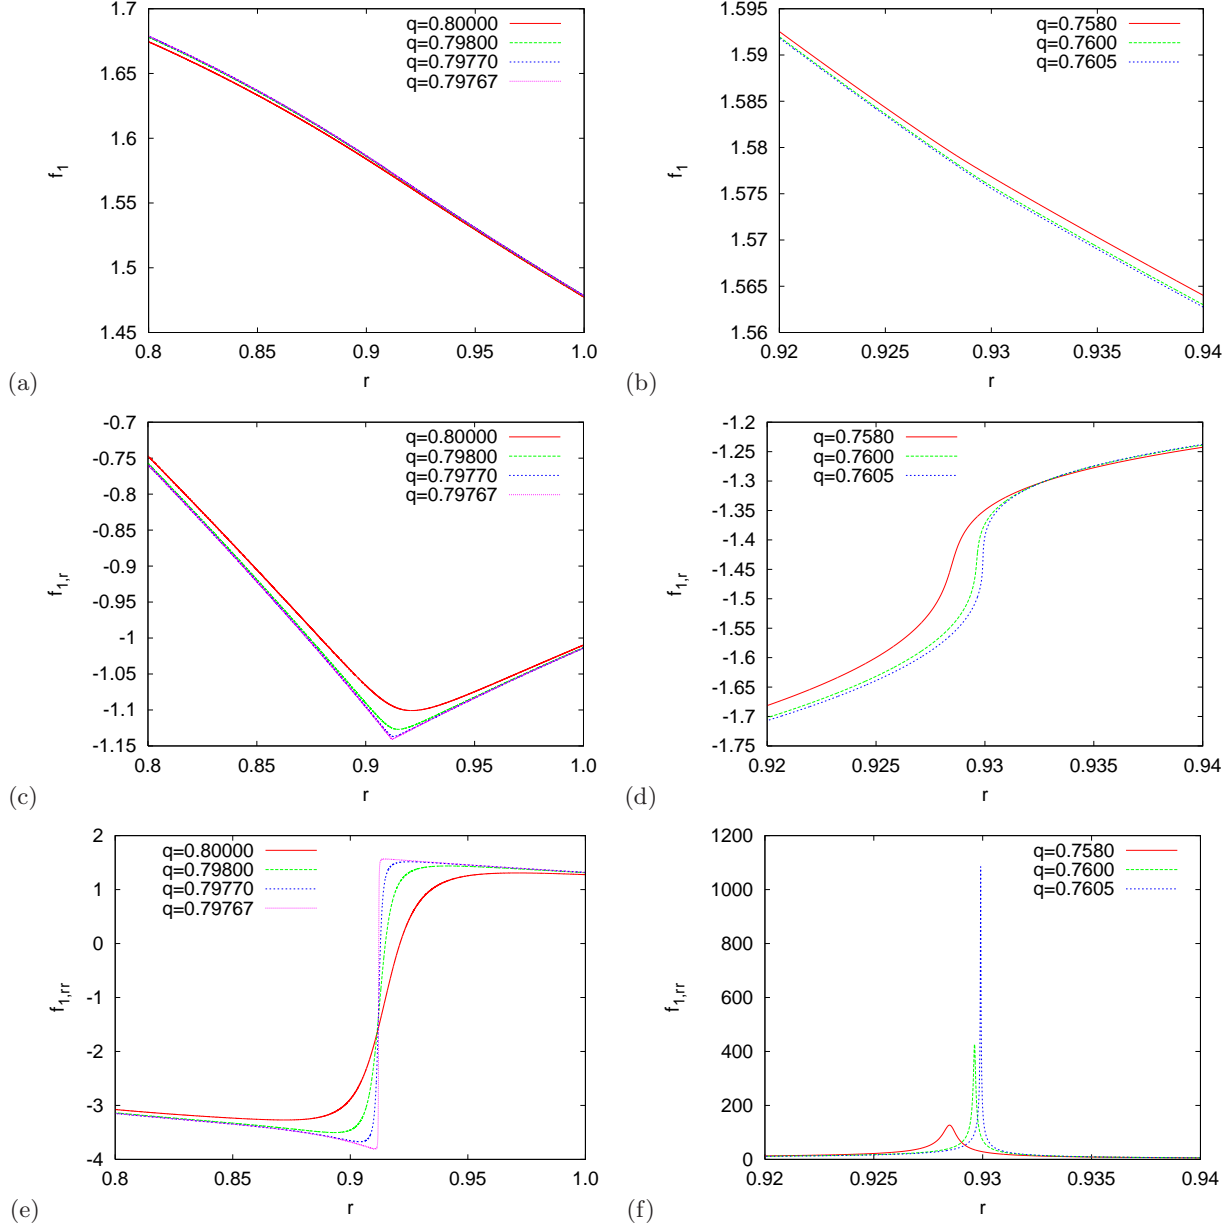 1.7
1.65
1.6
1.55
1.5
1.45
0.8
0.85
0.9
0.95
1.0
f1
r
q=0.80000
q=0.79800
q=0.79770
q=0.79767
(a)
1.595
1.59
1.585
1.58
1.575
1.57
1.565
1.56
0.92
0.925
0.93
0.935
0.94
f1
r
q=0.7580
q=0.7600
q=0.7605
(b)
-0.7
-0.75
-0.8
-0.85
-0.9
-0.95
-1
-1.05
-1.1
-1.15
0.8
0.85
0.9
0.95
1.0
f1,r
r
q=0.80000
q=0.79800
q=0.79770
q=0.79767
(c)
-1.2
-1.25
-1.3
-1.35
-1.4
-1.45
-1.5
-1.55
-1.6
-1.65
-1.7
-1.75
0.92
0.925
0.93
0.935
0.94
f1,r
r
q=0.7580
q=0.7600
q=0.7605
(d)
2
1
0
-1
-2
-3
-4
0.8
0.85
0.9
0.95
1.0
f1,rr
r
q=0.80000
q=0.79800
q=0.79770
q=0.79767
(e)
1200
1000
800
600
400
200
0
0.92
0.925
0.93
0.935
0.94
f1,rr
r
q=0.7580
q=0.7600
q=0.7605
(f)